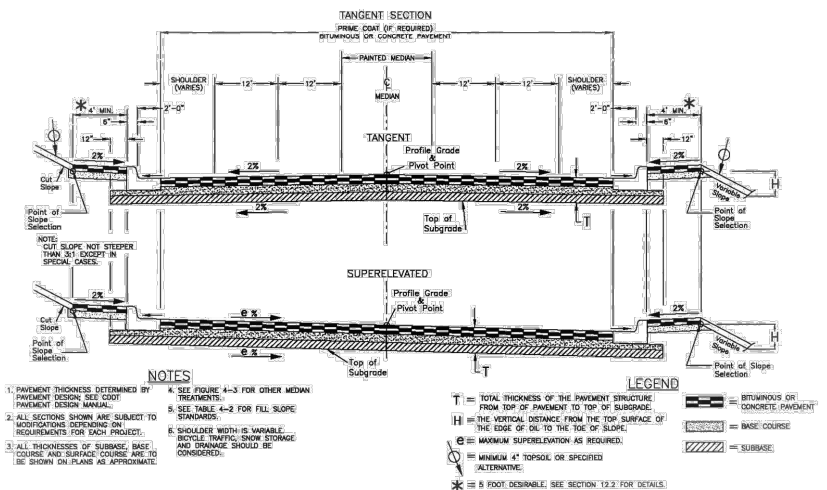 TANGENT SECTION
PRIME COAT (IF REQUIRED)
BITUMINOUS OR CONCRETE PAVEMENT
PAINTED MEDIAN
SHOULDER
(VARIES)
12'
12'
℄
MEDIAN
12'
12'
SHOULDER
(VARIES)
4' MIN.
6"
12"
2'-0"
2'-0"
4' MIN.
6"
12"
TANGENT
Profile Grade
&
Pivot Point
2%
2%
2%
2%
Cut
Slope
Variable
Slope
H
Point of
Slope
Selection
2%
2%
Top of
Subgrade
T
Point of
Slope
Selection
NOTE:
CUT SLOPE NOT STEEPER
THAN 3:1 EXCEPT IN
SPECIAL CASES.
SUPERELEVATED
Profile Grade
&
Pivot Point
2%
e %
2%
Cut
Slope
Variable
Slope
H
Point of
Slope
Selection
e %
Top of
Subgrade
T
Point of Slope
Selection
NOTES
1. PAVEMENT THICKNESS DETERMINED BY
PAVEMENT DESIGN; SEE CDOT
PAVEMENT DESIGN MANUAL.
2. ALL SECTIONS SHOWN ARE SUBJECT TO
MODIFICATIONS DEPENDING ON
REQUIREMENTS FOR EACH PROJECT.
3. ALL THICKNESSES OF SUBBASE, BASE
COURSE AND SURFACE COURSE ARE TO
BE SHOWN ON PLANS AS APPROXIMATE.
4. SEE FIGURE 4-3 FOR OTHER MEDIAN
TREATMENTS.
5. SEE TABLE 4-2 FOR FILL SLOPE
STANDARDS.
6. SHOULDER WIDTH IS VARIABLE.
BICYCLE TRAFFIC, SNOW STORAGE
AND DRAINAGE SHOULD BE
CONSIDERED.
LEGEND
T = TOTAL THICKNESS OF THE PAVEMENT STRUCTURE
FROM TOP OF PAVEMENT TO TOP OF SUBGRADE.
H = THE VERTICAL DISTANCE FROM THE TOP SURFACE OF
THE EDGE OF OIL TO THE TOE OF SLOPE.
e = MAXIMUM SUPERELEVATION AS REQUIRED.
= MINIMUM 4" TOPSOIL OR SPECIFIED
ALTERNATIVE.
* = 5 FOOT DESIRABLE. SEE SECTION 12.2 FOR DETAILS.
= BITUMINOUS OR
CONCRETE PAVEMENT
= BASE COURSE
= SUBBASE